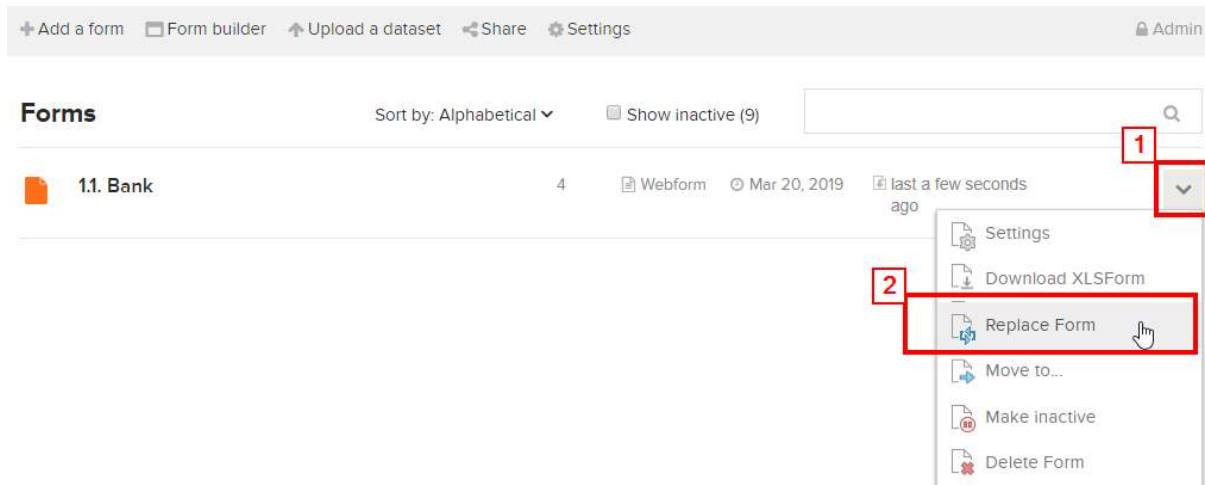 Add a form Form builder Upload a dataset Share Settings Admin
Forms Sort by: Alphabetical Show inactive (9)
1
1.1. Bank 4 Webform Mar 20, 2019 last a few seconds
ago
Settings
Download XLSForm
2
Replace Form
Move to...
Make inactive
Delete Form